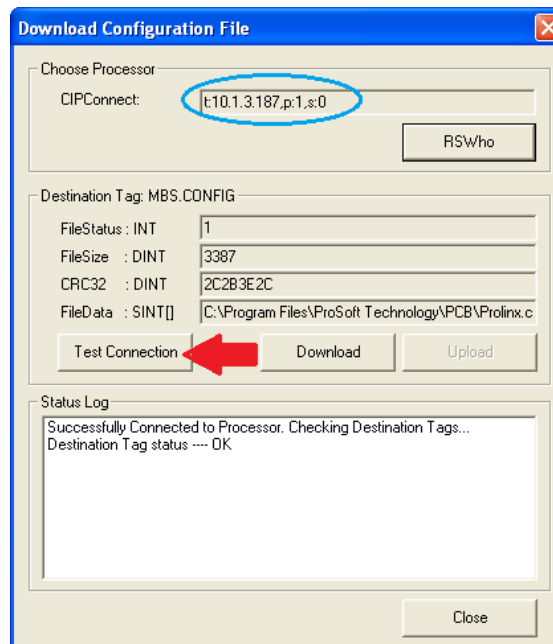 Download Configuration File
Choose Processor
CIPConnect: t:10.1.3.187,p:1,s:0
RSWho
Destination Tag: MBS.CONFIG
FileStatus : INT 1
FileSize : DINT 3387
CRC32 : DINT 2C2B3E2C
FileData : SINT[] C:\Program Files\ProSoft Technology\PCB\Prolinx.c
Test Connection Download Upload
Status Log
Successfully Connected to Processor. Checking Destination Tags...
Destination Tag status ---- OK
Close